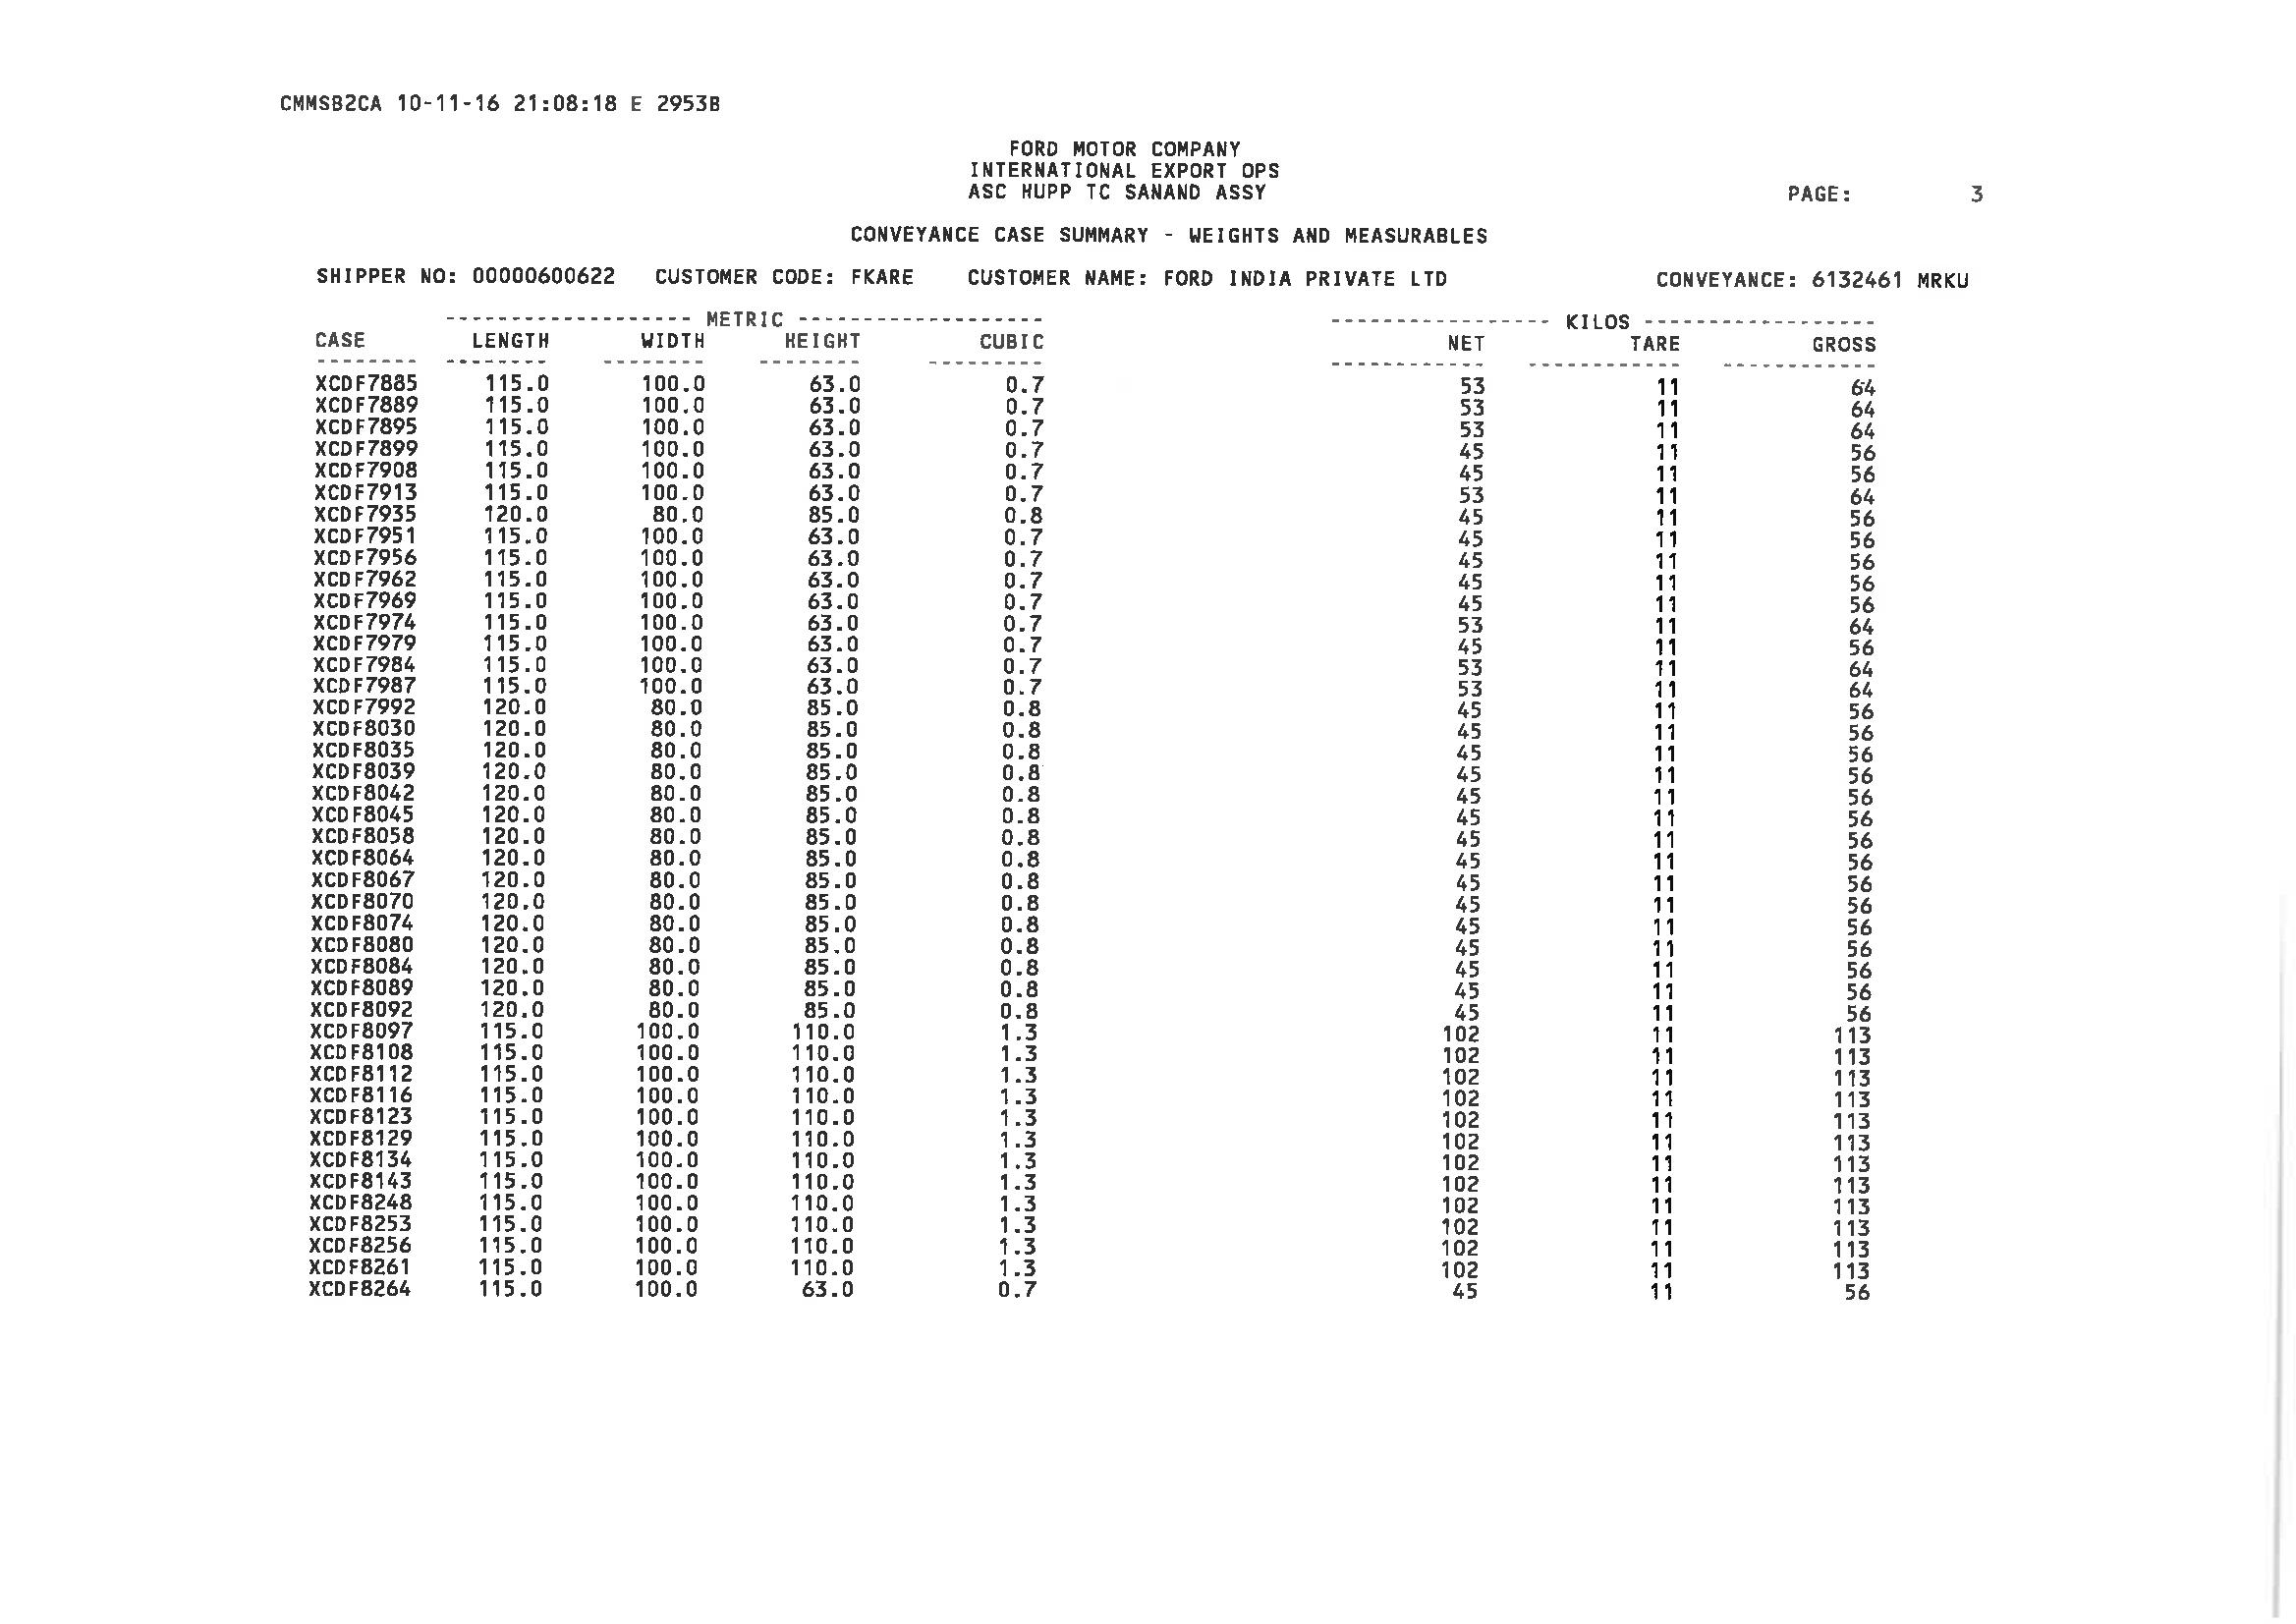 CMMSB2CA 10-11-16 21:08:18 E 2953B
FORD MOTOR COMPANY
INTERNATIONAL EXPORT OPS
ASC HUPP TC SANAND ASSY PAGE: 3
CONVEYANCE CASE SUMMARY - WEIGHTS AND MEASURABLES
SHIPPER NO: 00000600622 CUSTOMER CODE: FKARE CUSTOMER NAME: FORD INDIA PRIVATE LTD CONVEYANCE: 6132461 MRKU
------------------- METRIC ------------------- ----------------- KILOS ------------------
CASE LENGTH WIDTH HEIGHT CUBIC NET TARE GROSS
-------- -------- -------- -------- --------- ------------ ------------ ------------
XCDF7885 115.0 100.0 63.0 0.7 53 11 64
XCDF7889 115.0 100.0 63.0 0.7 53 11 64
XCDF7895 115.0 100.0 63.0 0.7 53 11 64
XCDF7899 115.0 100.0 63.0 0.7 45 11 56
XCDF7908 115.0 100.0 63.0 0.7 45 11 56
XCDF7913 115.0 100.0 63.0 0.7 53 11 64
XCDF7935 120.0 80.0 85.0 0.8 45 11 56
XCDF7951 115.0 100.0 63.0 0.7 45 11 56
XCDF7956 115.0 100.0 63.0 0.7 45 11 56
XCDF7962 115.0 100.0 63.0 0.7 45 11 56
XCDF7969 115.0 100.0 63.0 0.7 45 11 56
XCDF7974 115.0 100.0 63.0 0.7 53 11 64
XCDF7979 115.0 100.0 63.0 0.7 45 11 56
XCDF7984 115.0 100.0 63.0 0.7 53 11 64
XCDF7987 115.0 100.0 63.0 0.7 53 11 64
XCDF7992 120.0 80.0 85.0 0.8 45 11 56
XCDF8030 120.0 80.0 85.0 0.8 45 11 56
XCDF8035 120.0 80.0 85.0 0.8 45 11 56
XCDF8039 120.0 80.0 85.0 0.8 45 11 56
XCDF8042 120.0 80.0 85.0 0.8 45 11 56
XCDF8045 120.0 80.0 85.0 0.8 45 11 56
XCDF8058 120.0 80.0 85.0 0.8 45 11 56
XCDF8064 120.0 80.0 85.0 0.8 45 11 56
XCDF8067 120.0 80.0 85.0 0.8 45 11 56
XCDF8070 120.0 80.0 85.0 0.8 45 11 56
XCDF8074 120.0 80.0 85.0 0.8 45 11 56
XCDF8080 120.0 80.0 85.0 0.8 45 11 56
XCDF8084 120.0 80.0 85.0 0.8 45 11 56
XCDF8089 120.0 80.0 85.0 0.8 45 11 56
XCDF8092 120.0 80.0 85.0 0.8 45 11 56
XCDF8097 115.0 100.0 110.0 1.3 102 11 113
XCDF8108 115.0 100.0 110.0 1.3 102 11 113
XCDF8112 115.0 100.0 110.0 1.3 102 11 113
XCDF8116 115.0 100.0 110.0 1.3 102 11 113
XCDF8123 115.0 100.0 110.0 1.3 102 11 113
XCDF8129 115.0 100.0 110.0 1.3 102 11 113
XCDF8134 115.0 100.0 110.0 1.3 102 11 113
XCDF8143 115.0 100.0 110.0 1.3 102 11 113
XCDF8248 115.0 100.0 110.0 1.3 102 11 113
XCDF8253 115.0 100.0 110.0 1.3 102 11 113
XCDF8256 115.0 100.0 110.0 1.3 102 11 113
XCDF8261 115.0 100.0 110.0 1.3 102 11 113
XCDF8264 115.0 100.0 63.0 0.7 45 11 56